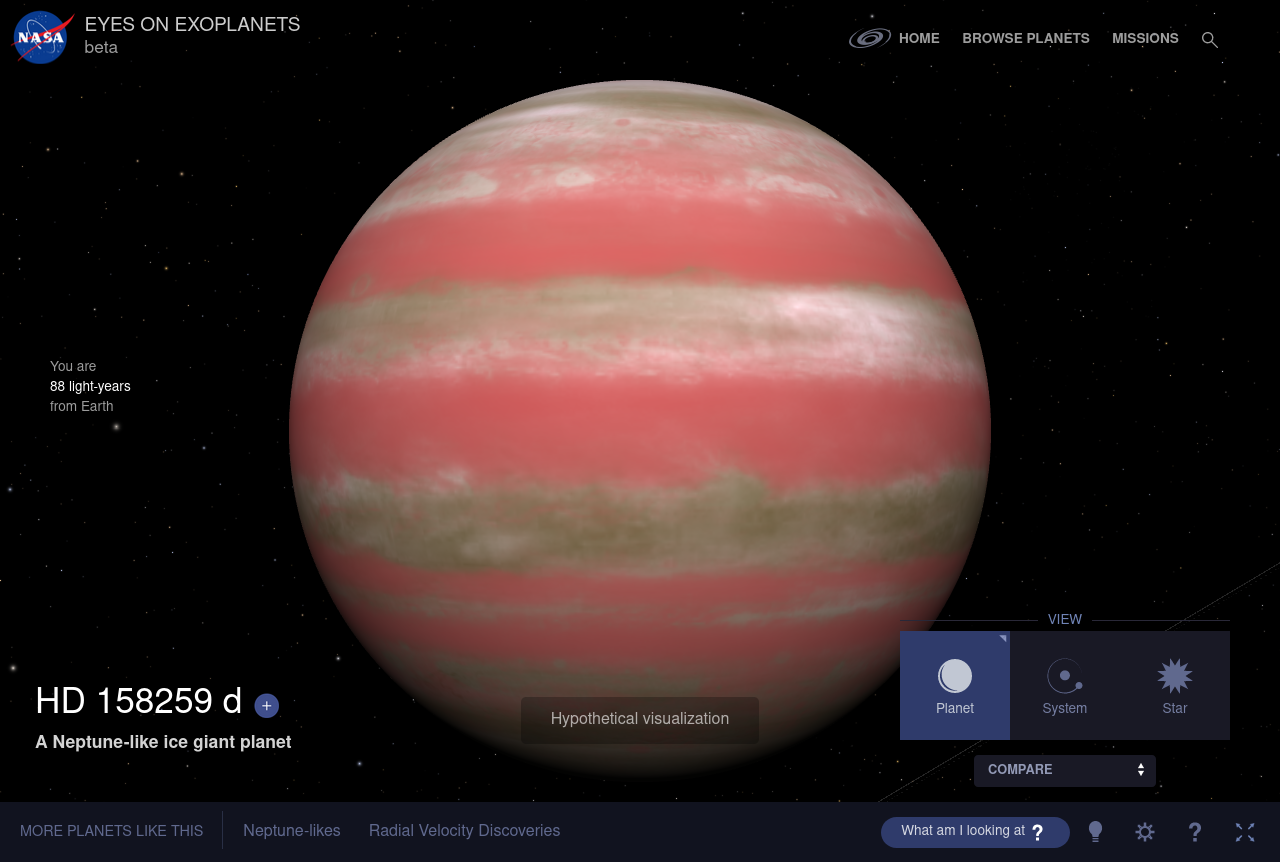 NASA
EYES ON EXOPLANETS
beta
HOME
BROWSE PLANETS
MISSIONS
You are
88 light-years
from Earth
VIEW
Planet
System
Star
HD 158259 d +
A Neptune-like ice giant planet
Hypothetical visualization
COMPARE
MORE PLANETS LIKE THIS
Neptune-likes
Radial Velocity Discoveries
What am I looking at ?
?